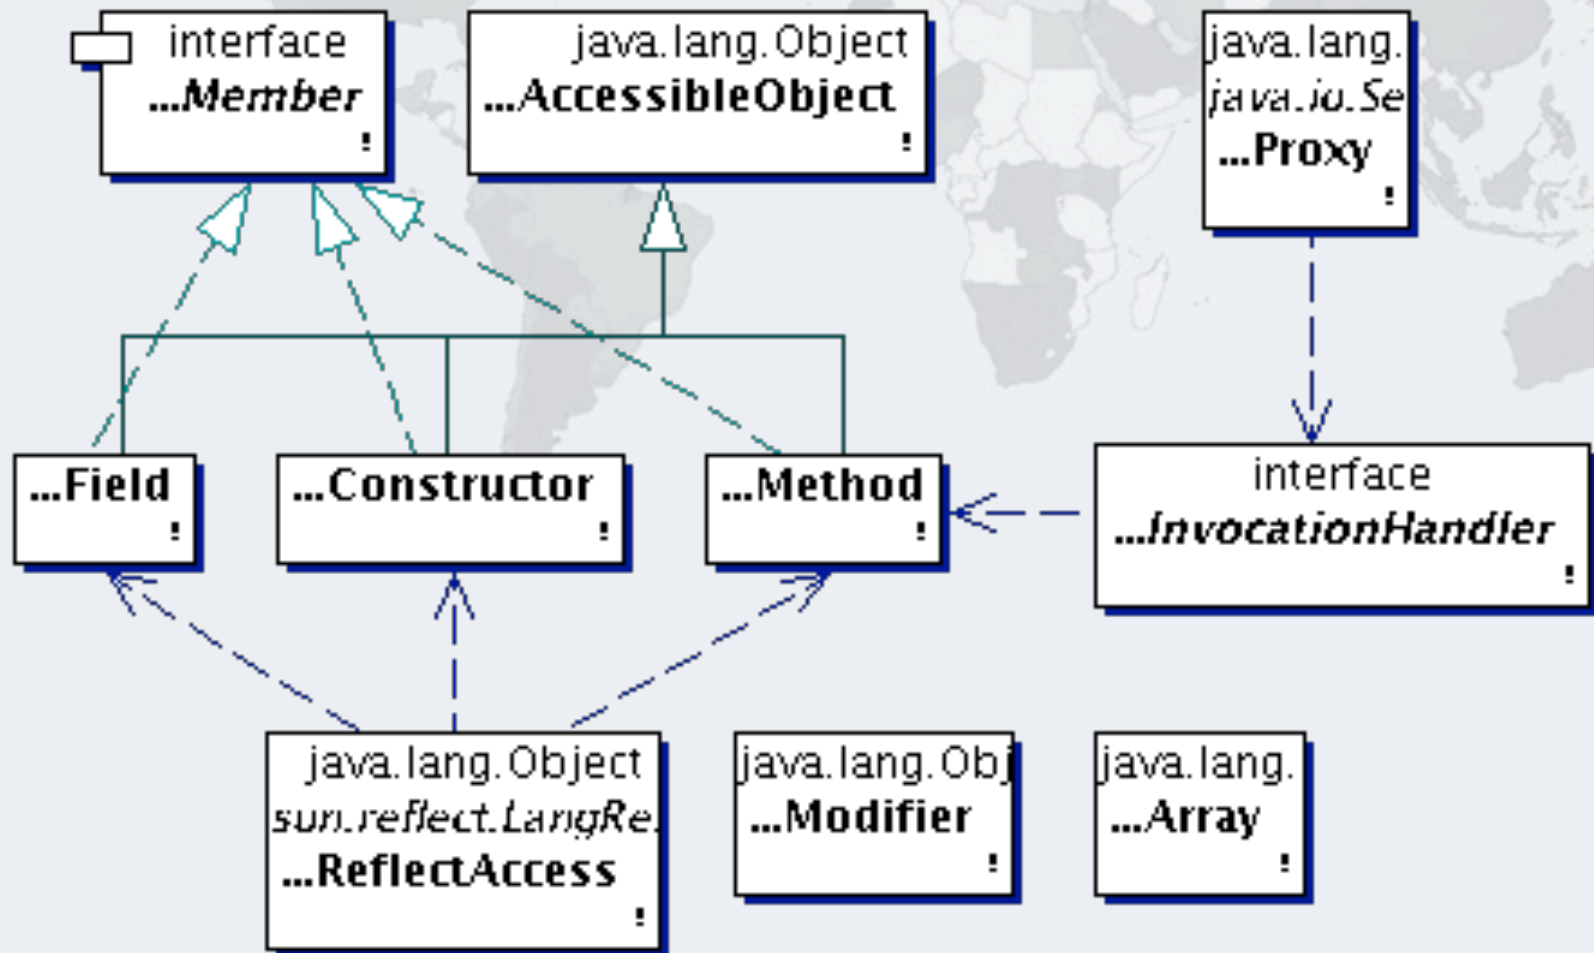 interface
...Member
!
java.lang.Object
...AccessibleObject
!
java.lang.
java.io.Se
...Proxy
!
...Field
!
...Constructor
!
...Method
!
interface
...InvocationHandler
!
java.lang.Object
sun.reflect.LangRe.
...ReflectAccess
!
java.lang.Obj
...Modifier
!
java.lang.
...Array
!